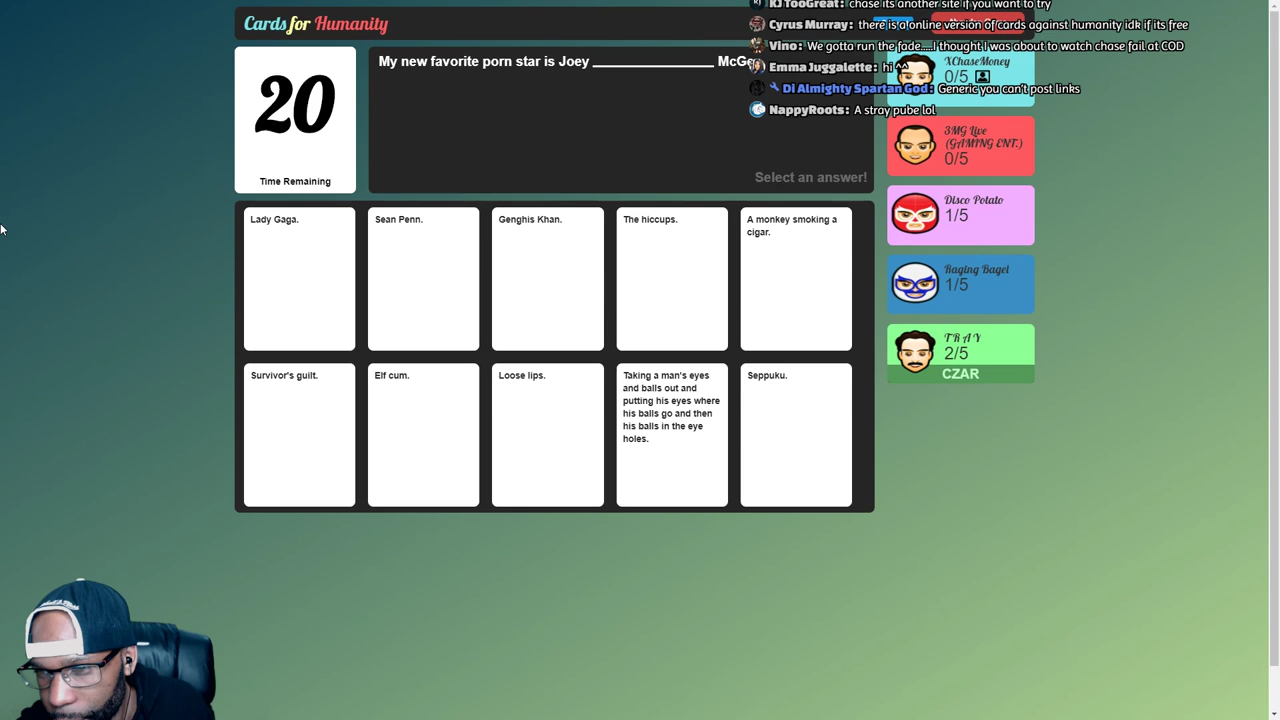 Cards for Humanity
KJ TooGreat: chase its another site if you want to try
Cyrus Murray: there is a online version of cards against humanity idk if its free
Vino: We gotta run the fade....I thought I was about to watch chase fail at COD
Emma Juggalette: hi ^^
Di Almighty Spartan God: Generic you can't post links
NappyRoots: A stray pube lol
20
Time Remaining
My new favorite porn star is Joey ________________ McGe
Select an answer!
XChaseMoney
0/5
3MG Live
(GAMING ENT.)
0/5
Disco Potato
1/5
Raging Bagel
1/5
T R A Y
2/5
CZAR
Lady Gaga.
Sean Penn.
Genghis Khan.
The hiccups.
A monkey smoking a
cigar.
Survivor's guilt.
Elf cum.
Loose lips.
Taking a man's eyes
and balls out and
putting his eyes where
his balls go and then
his balls in the eye
holes.
Seppuku.